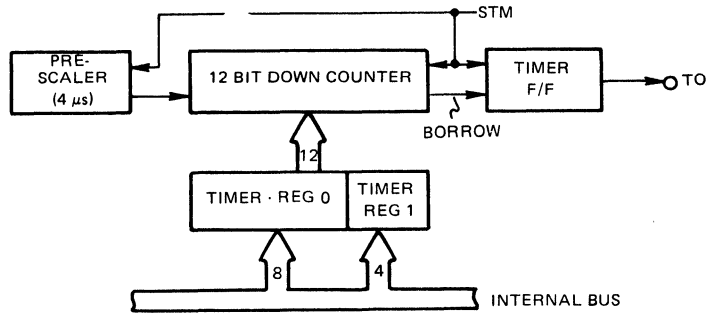 STM
PRE-
SCALER
(4 µs)
12 BIT DOWN COUNTER
TIMER
F/F
TO
BORROW
12
TIMER · REG 0
TIMER
REG 1
8
4
INTERNAL BUS